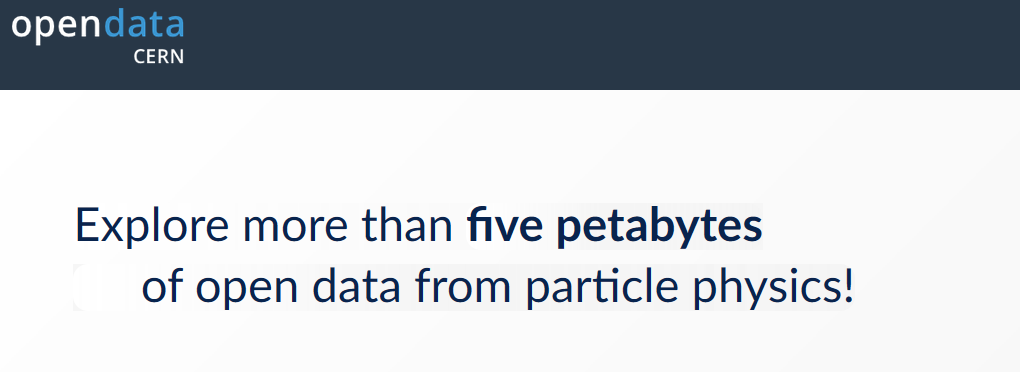 opendata
CERN
Explore more than five petabytes
of open data from particle physics!